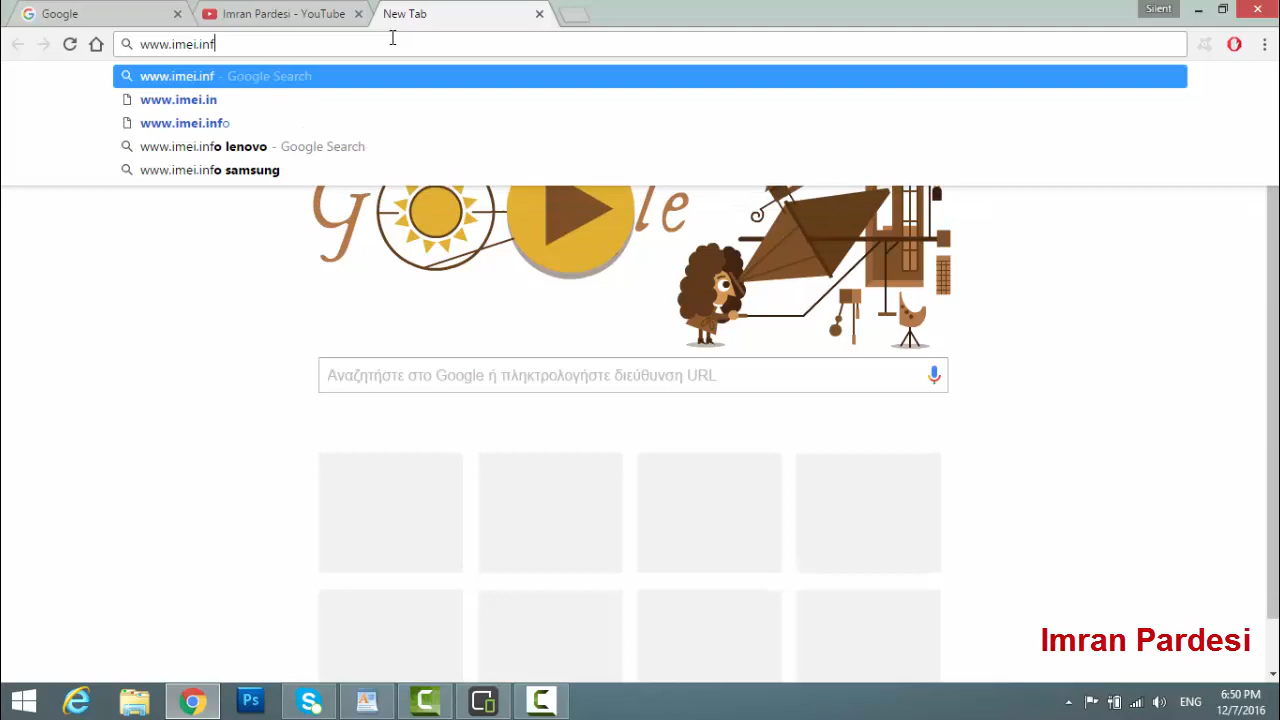 Google
Imran Pardesi - YouTube
New Tab
Silent
www.imei.inf
www.imei.inf - Google Search
www.imei.in
www.imei.info
www.imei.info lenovo - Google Search
www.imei.info samsung
G le
Αναζητήστε στο Google ή πληκτρολογήστε διεύθυνση URL
Imran Pardesi
Ps
ENG
6:50 PM
12/7/2016